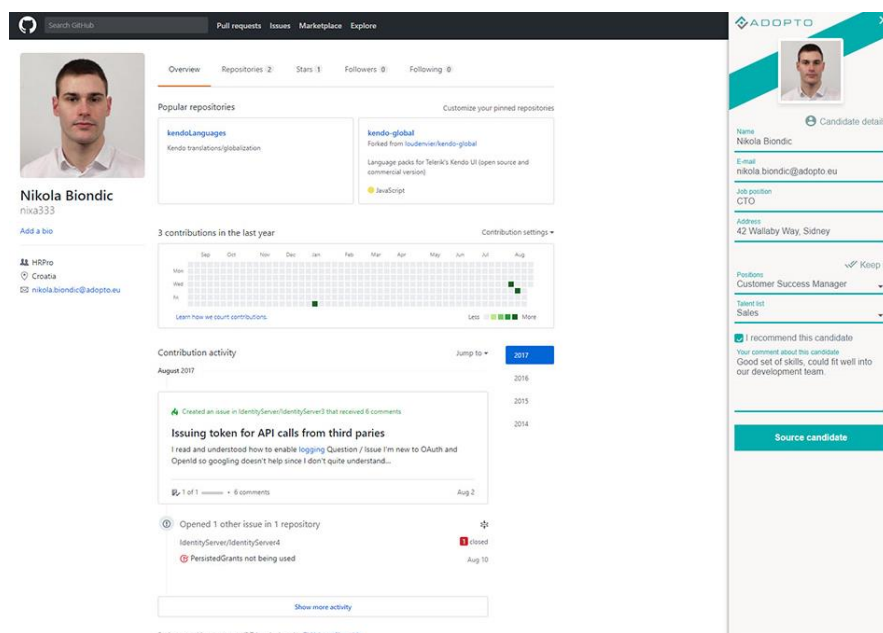 Search GitHub
Pull requests Issues Marketplace Explore
Overview Repositories 2 Stars 1 Followers 0 Following 0
Popular repositories
Customize your pinned repositories
kendoLanguages
Kendo translations/globalization
kendo-global
Forked from loudenvier/kendo-global
Language packs for Telerik's Kendo UI (open source and
commercial version)
JavaScript
Nikola Biondic
nixa333
Add a bio
HRPro
Croatia
nikola.biondic@adopto.eu
3 contributions in the last year
Contribution settings
Sep Oct Nov Dec Jan Feb Mar Apr May Jun Jul Aug
Mon
Wed
Fri
Learn how we count contributions.
Less More
Contribution activity
Jump to
2017
2016
2015
2014
August 2017
Created an issue in IdentityServer/IdentityServer3 that received 6 comments
Issuing token for API calls from third paries
I read and understood how to enable logging Question / Issue I'm new to OAuth and
OpenId so googling doesn't help since I don't quite understand...
1 of 1 • 6 comments
Aug 2
Opened 1 other issue in 1 repository
IdentityServer/IdentityServer4
1 closed
PersistedGrants not being used
Aug 10
Show more activity
ADOPTO
Candidate detail
Name
Nikola Biondic
E-mail
nikola.biondic@adopto.eu
Job position
CTO
Address
42 Wallaby Way, Sidney
Keep
Positions
Customer Success Manager
Talent list
Sales
I recommend this candidate
Your comment about this candidate
Good set of skills, could fit well into
our development team.
Source candidate